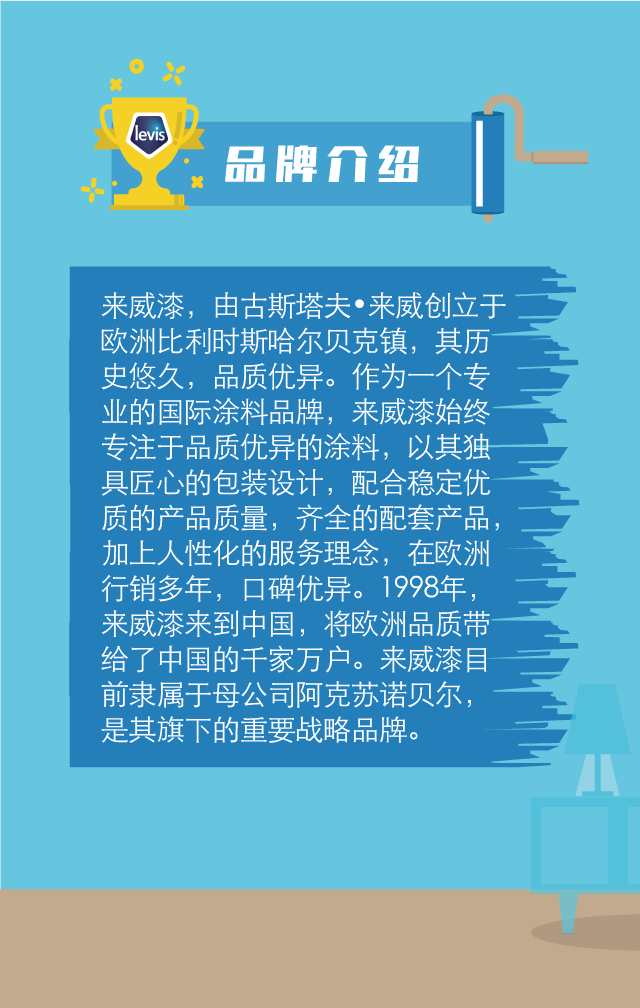 levis
品牌介绍
来威漆，由古斯塔夫•来威创立于
欧洲比利时斯哈尔贝克镇，其历
史悠久，品质优异。作为一个专
业的国际涂料品牌，来威漆始终
专注于品质优异的涂料，以其独
具匠心的包装设计，配合稳定优
质的产品质量，齐全的配套产品，
加上人性化的服务理念，在欧洲
行销多年，口碑优异。1998年，
来威漆来到中国，将欧洲品质带
给了中国的千家万户。来威漆目
前隶属于母公司阿克苏诺贝尔，
是其旗下的重要战略品牌。